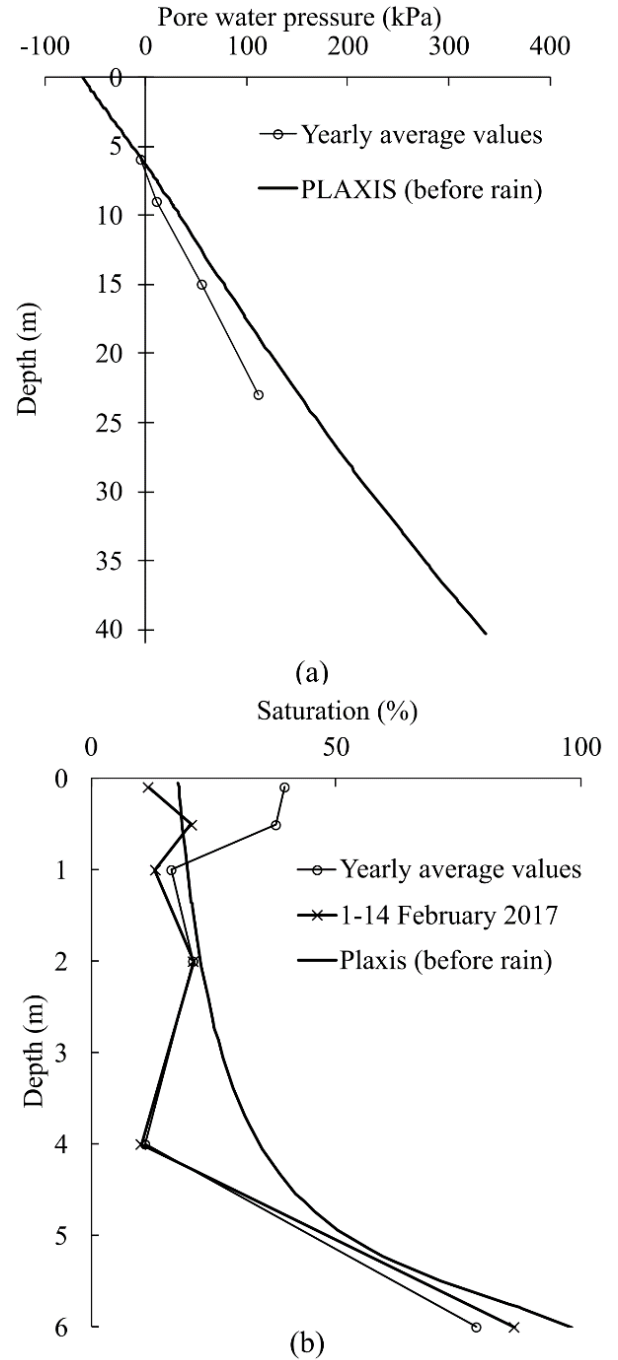 Pore water pressure (kPa)
-100 0 100 200 300 400
0
5
10
15
20
25
30
35
40
Depth (m)
Yearly average values
PLAXIS (before rain)
(a)
Saturation (%)
0 50 100
0
1
2
3
4
5
6
Depth (m)
Yearly average values
1-14 February 2017
Plaxis (before rain)
(b)